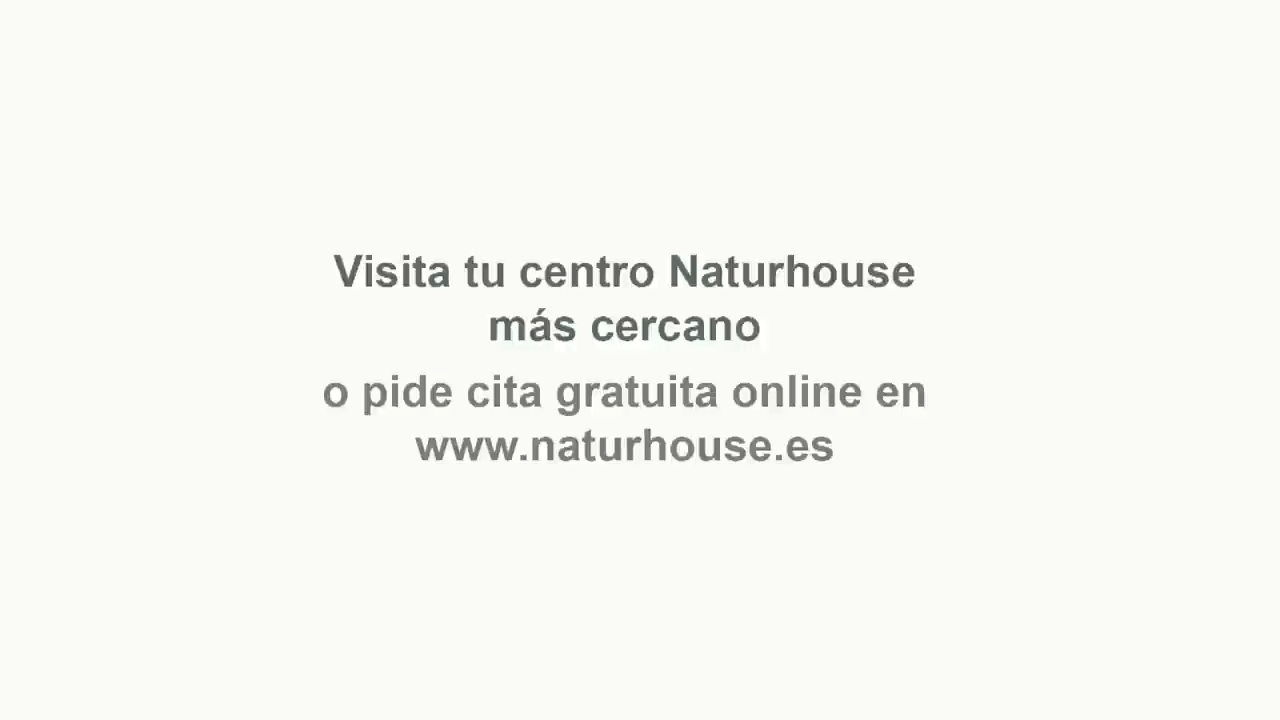 Visita tu centro Naturhouse
más cercano
o pide cita gratuita online en
www.naturhouse.es